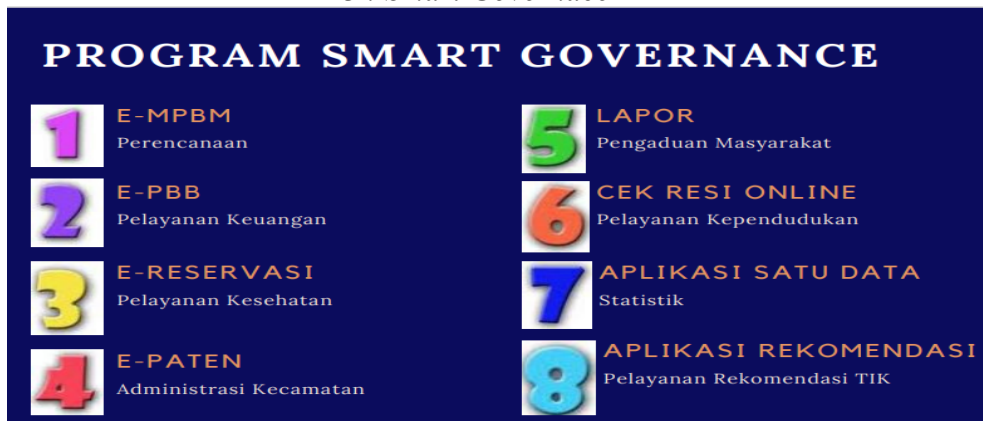 PROGRAM SMART GOVERNANCE
1
E-MPBM
Perencanaan
2
E-PBB
Pelayanan Keuangan
3
E-RESERVASI
Pelayanan Kesehatan
4
E-PATEN
Administrasi Kecamatan
5
LAPOR
Pengaduan Masyarakat
6
CEK RESI ONLINE
Pelayanan Kependudukan
7
APLIKASI SATU DATA
Statistik
8
APLIKASI REKOMENDASI
Pelayanan Rekomendasi TIK